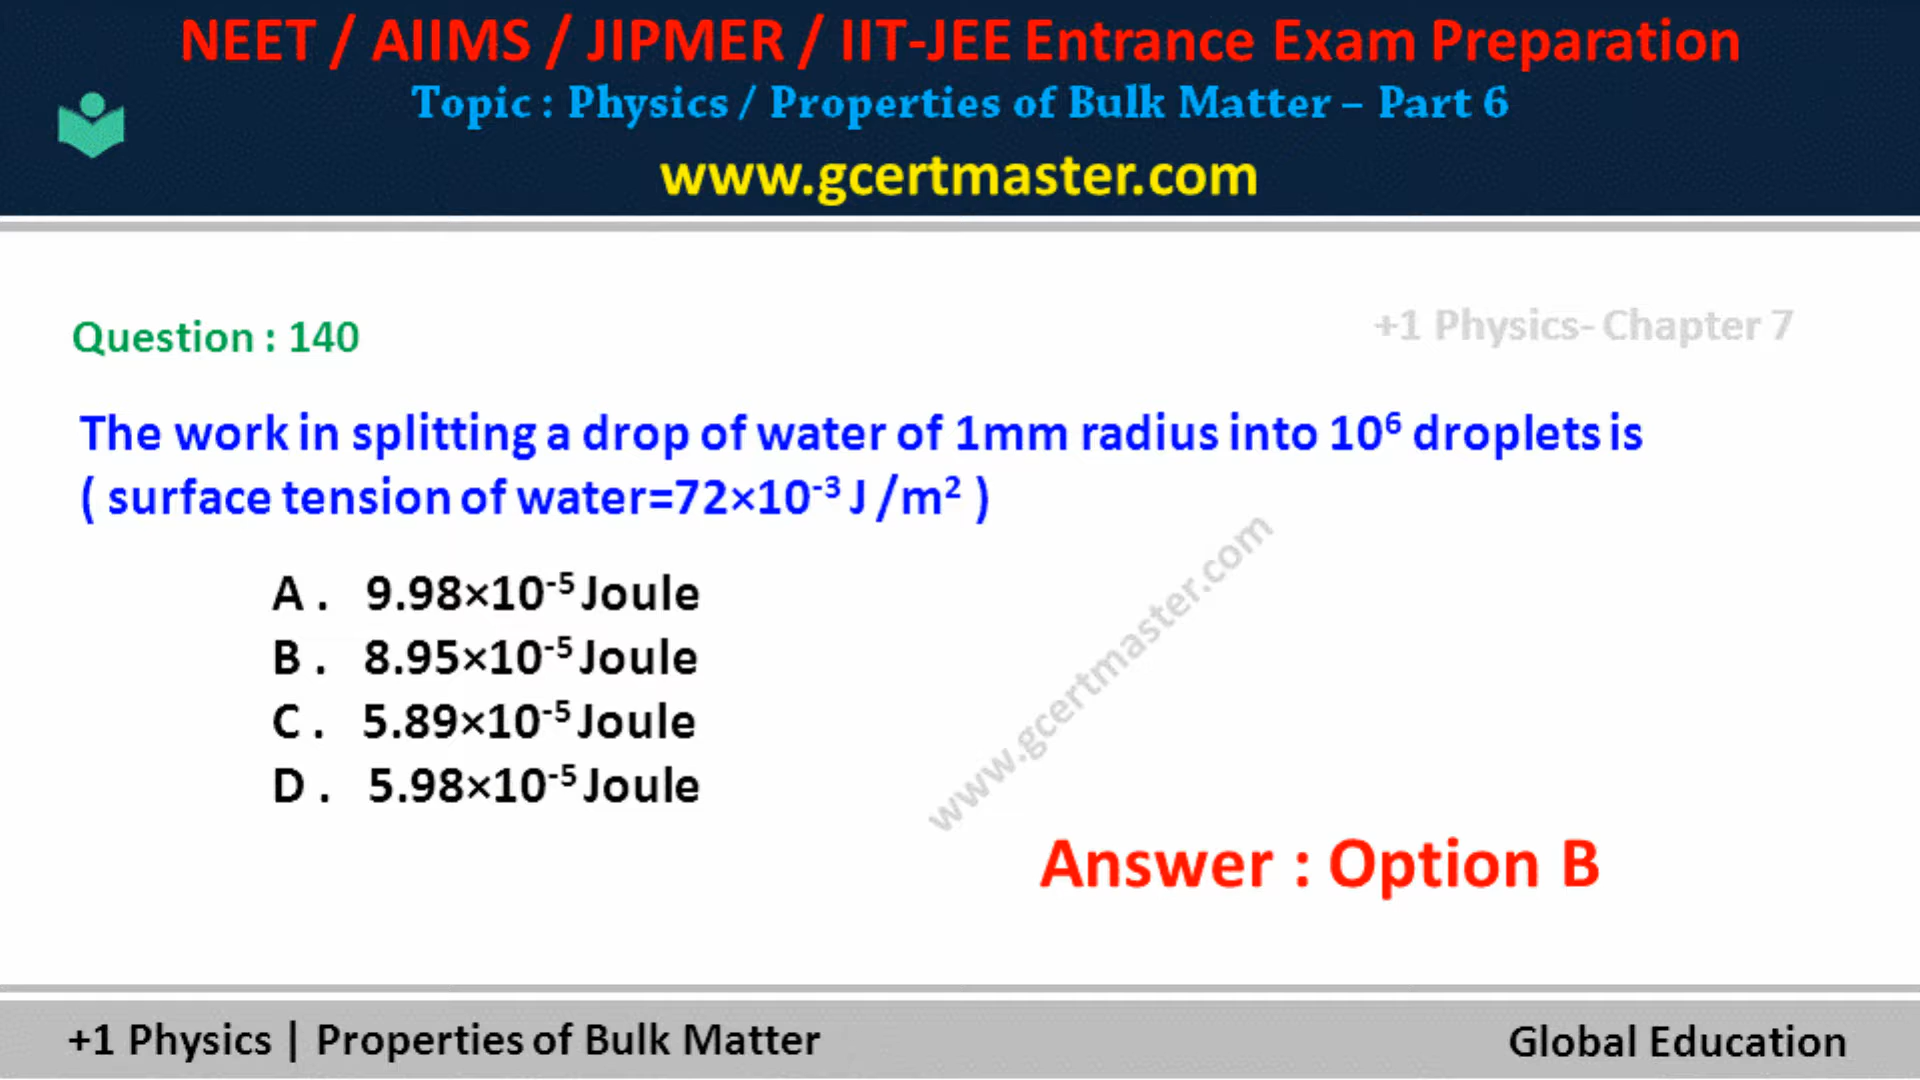 NEET / AIIMS / JIPMER / IIT-JEE Entrance Exam Preparation
Topic : Physics / Properties of Bulk Matter – Part 6
www.gcertmaster.com
+1 Physics- Chapter 7
Question : 140
The work in splitting a drop of water of 1mm radius into 10⁶ droplets is
( surface tension of water=72×10⁻³ J /m² )
A . 9.98×10⁻⁵ Joule
B . 8.95×10⁻⁵ Joule
C . 5.89×10⁻⁵ Joule
D . 5.98×10⁻⁵ Joule
www.gcertmaster.com
Answer : Option B
+1 Physics | Properties of Bulk Matter
Global Education